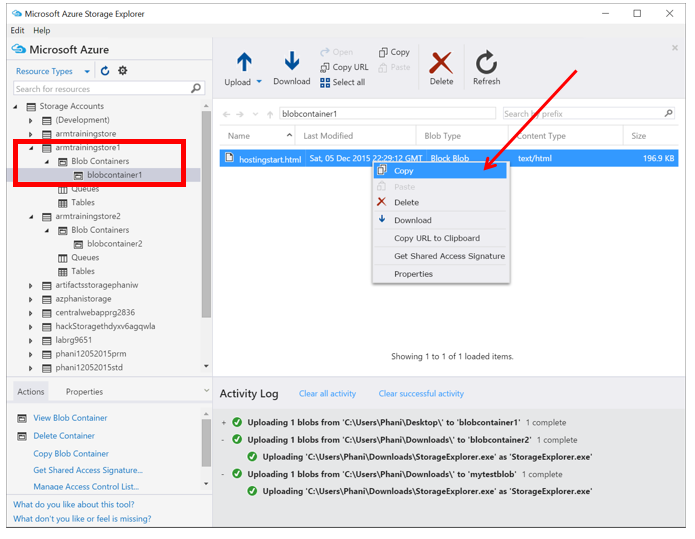 Microsoft Azure Storage Explorer
Edit Help
Microsoft Azure
Resource Types
Search for resources
Storage Accounts
(Development)
armtrainingstore
armtrainingstore1
Blob Containers
blobcontainer1
Queues
Tables
armtrainingstore2
Blob Containers
blobcontainer2
Queues
Tables
artifactsstoragephaniw
azphanistorage
centralwebapprg2836
hackStoragethdyxv6agqwla
labrg9651
phani12052015prm
phani12052015std
Actions Properties
View Blob Container
Delete Container
Copy Blob Container
Get Shared Access Signature...
Manage Access Control List...
What do you like about this tool?
What don't you like or feel is missing?
Upload
Download
Open
Copy URL
Select all
Copy
Paste
Delete
Refresh
blobcontainer1
Search by prefix
Name Last Modified Blob Type Content Type Size
hostingstart.html Sat, 05 Dec 2015 22:29:12 GMT Block Blob text/html 196.9 KB
Copy
Paste
Delete
Download
Copy URL to Clipboard
Get Shared Access Signature
Properties
Showing 1 to 1 of 1 loaded items.
Activity Log Clear all activity Clear successful activity
+ Uploading 1 blobs from 'C:\Users\Phani\Desktop\' to 'blobcontainer1' 1 complete
- Uploading 1 blobs from 'C:\Users\Phani\Downloads\' to 'blobcontainer2' 1 complete
Uploading 'C:\Users\Phani\Downloads\StorageExplorer.exe' as 'StorageExplorer.exe'
- Uploading 1 blobs from 'C:\Users\Phani\Downloads\' to 'mytestblob' 1 complete
Uploading 'C:\Users\Phani\Downloads\StorageExplorer.exe' as 'StorageExplorer.exe'